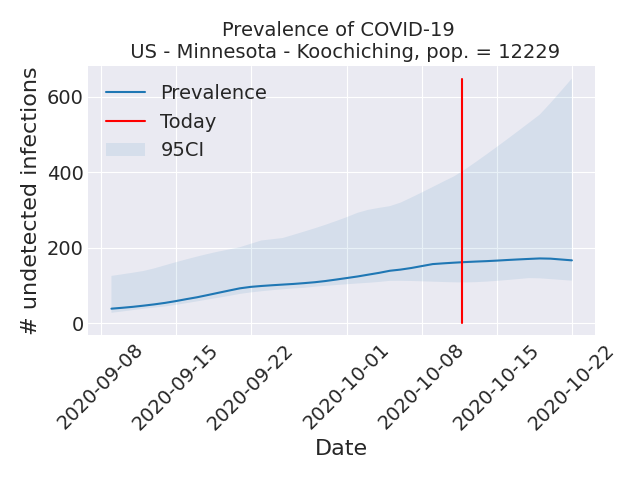 Prevalence of COVID-19
US - Minnesota - Koochiching, pop. = 12229
# undetected infections
600
400
200
0
Prevalence
Today
95CI
2020-09-08
2020-09-15
2020-09-22
2020-10-01
2020-10-08
2020-10-15
2020-10-22
Date